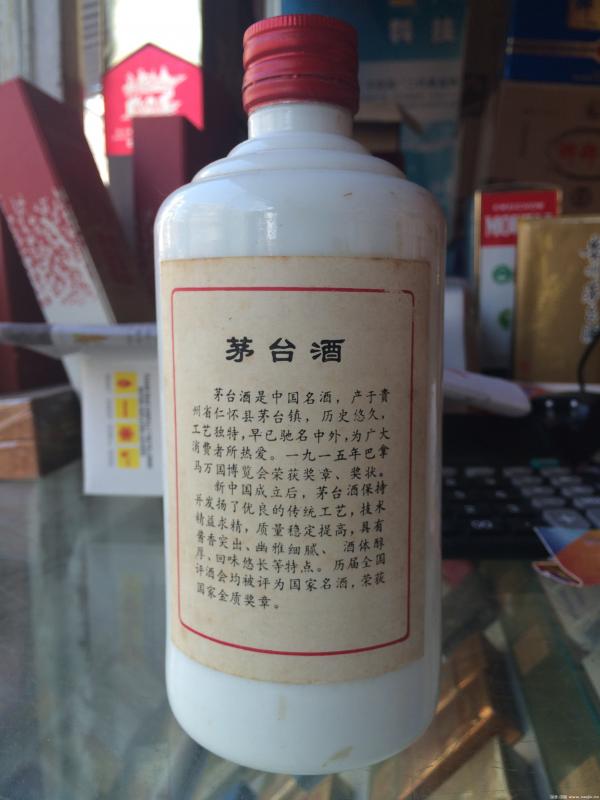 茅台酒
茅台酒是中国名酒，产于贵
州省仁怀县茅台镇，历史悠久，
工艺独特，早已驰名中外，为广大
消费者所热爱。一九一五年巴拿
马万国博览会荣获奖章、奖状。
新中国成立后，茅台酒保持
并发扬了优良的传统工艺，技术
精益求精，质量稳定提高，具有
酱香突出、幽雅细腻、酒体醇
厚、回味悠长等特点。历届全国
评酒会均被评为国家名酒，荣获
国家金质奖章。